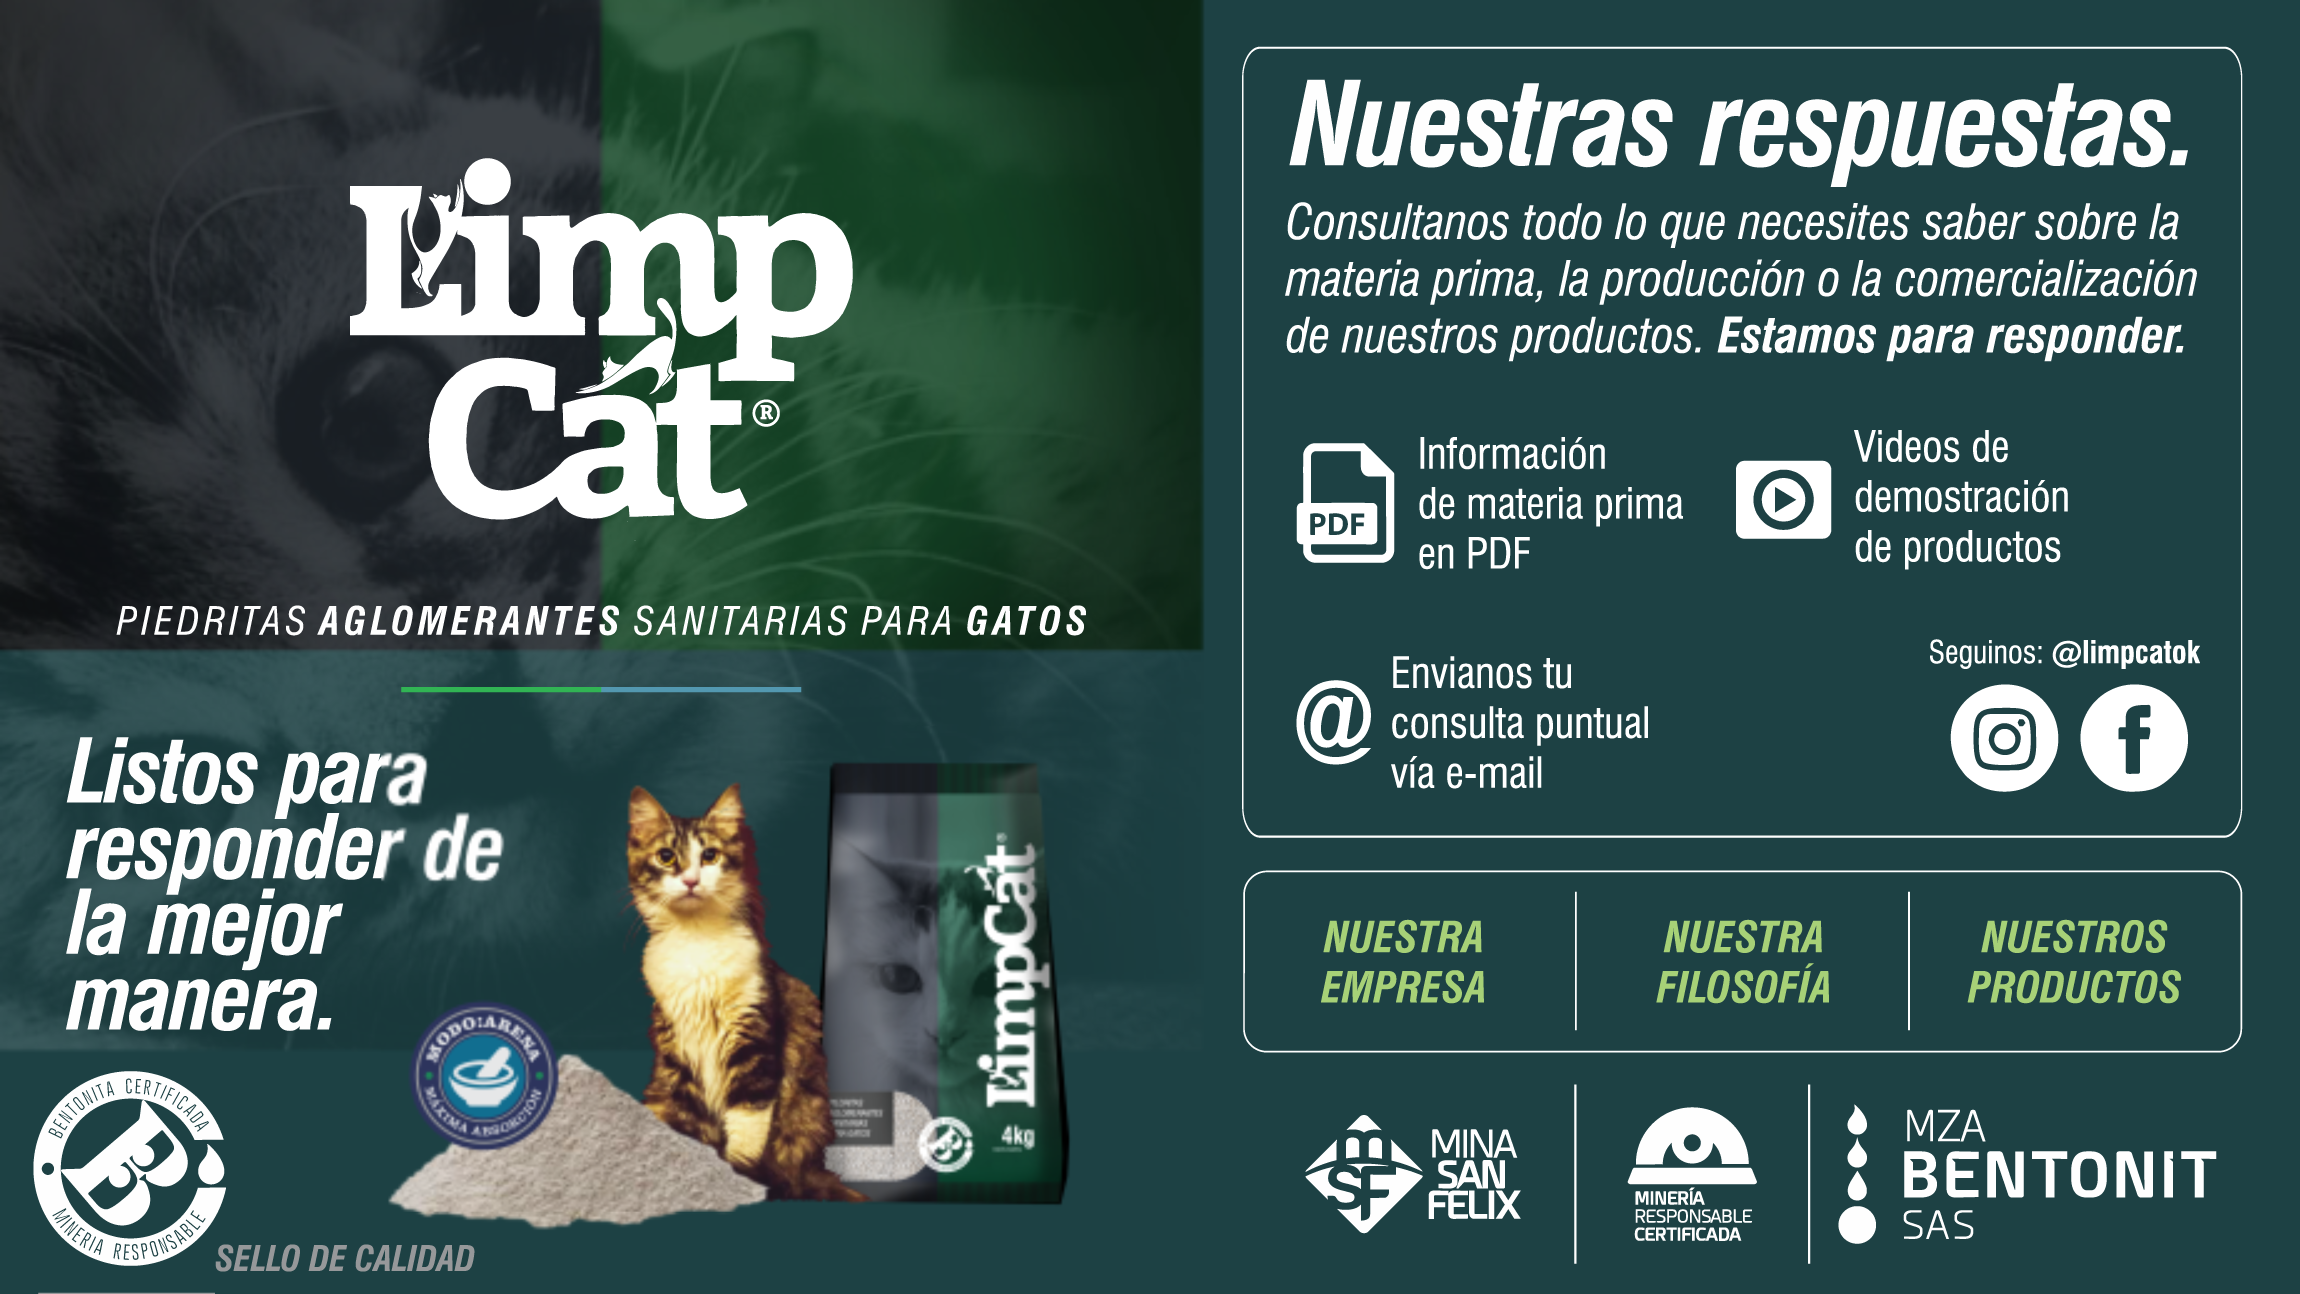 Limp
Cat®
PIEDRITAS AGLOMERANTES SANITARIAS PARA GATOS
Listos para
responder de
la mejor
manera.
MODO:ARENA
MÁXIMA ABSORCIÓN
LimpCat
4kg
BENTONITA CERTIFICADA
MINERIA RESPONSABLE
SELLO DE CALIDAD
Nuestras respuestas.
Consultanos todo lo que necesites saber sobre la
materia prima, la producción o la comercialización
de nuestros productos. Estamos para responder.
PDF
Información
de materia prima
en PDF
Videos de
demostración
de productos
@
Envianos tu
consulta puntual
vía e-mail
Seguinos: @limpcatok
NUESTRA
EMPRESA
NUESTRA
FILOSOFÍA
NUESTROS
PRODUCTOS
SF
MINA
SAN
FELIX
MINERÍA
RESPONSABLE
CERTIFICADA
MZA
BENTONIT
SAS